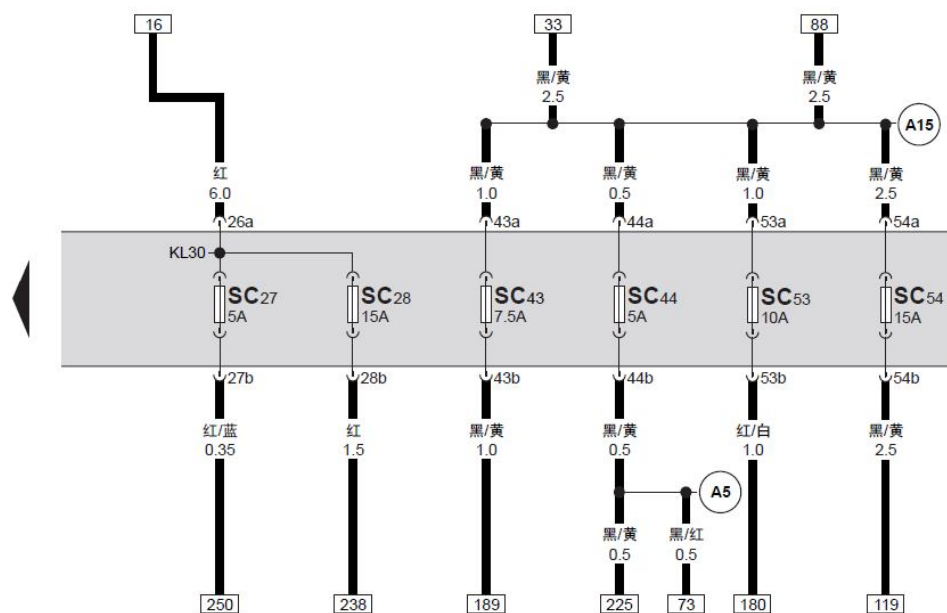 16 33 88
黑/黄 黑/黄
2.5 2.5
A15
红 黑/黄 黑/黄 黑/黄 黑/黄
6.0 1.0 0.5 1.0 2.5
26a 43a 44a 53a 54a
KL30
SC27 SC28 SC43 SC44 SC53 SC54
5A 15A 7.5A 5A 10A 15A
27b 28b 43b 44b 53b 54b
红/蓝 红 黑/黄 黑/黄 红/白 黑/黄
0.35 1.5 1.0 0.5 1.0 2.5
A5
黑/黄 黑/红
0.5 0.5
250 238 189 225 73 180 119